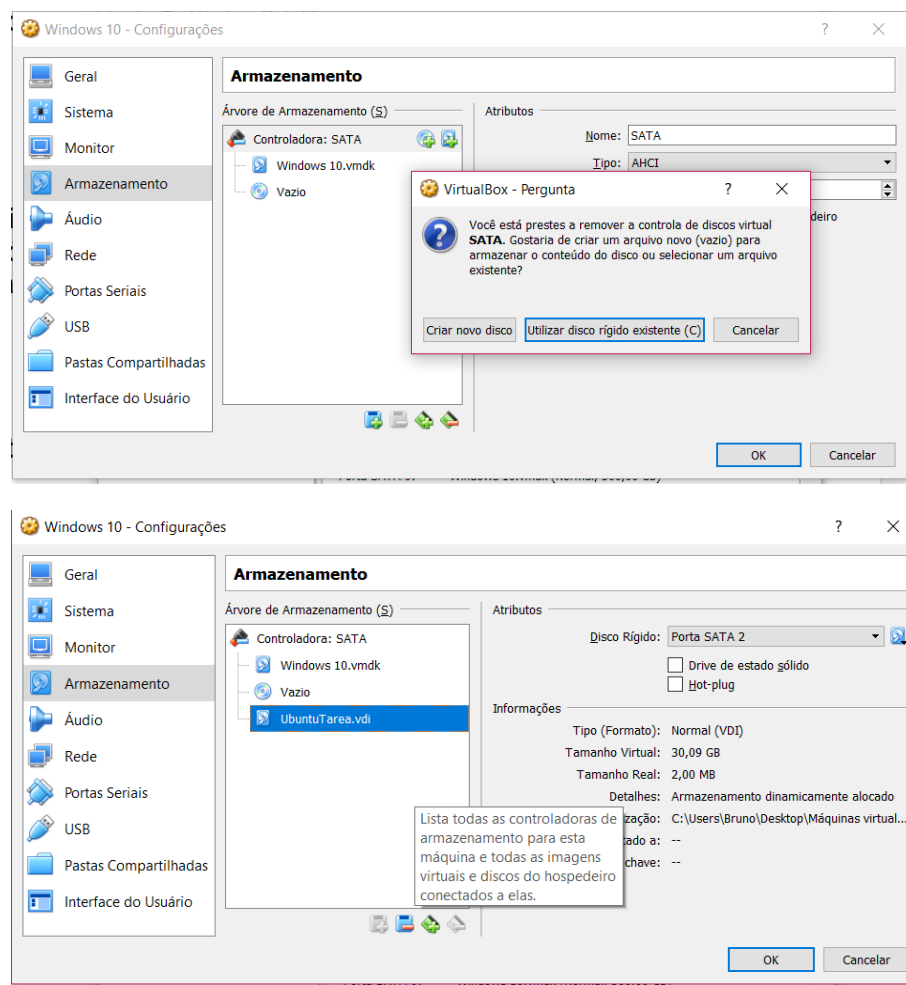 Windows 10 - Configurações
?
Geral
Sistema
Monitor
Armazenamento
Áudio
Rede
Portas Seriais
USB
Pastas Compartilhadas
Interface do Usuário
Armazenamento
Árvore de Armazenamento (S)
Controladora: SATA
Windows 10.vmdk
Vazio
Atributos
Nome: SATA
Tipo: AHCI
deiro
VirtualBox - Pergunta
?
Você está prestes a remover a controla de discos virtual
SATA. Gostaria de criar um arquivo novo (vazio) para
armazenar o conteúdo do disco ou selecionar um arquivo
existente?
Criar novo disco Utilizar disco rígido existente (C) Cancelar
OK Cancelar
Windows 10 - Configurações
?
Geral
Sistema
Monitor
Armazenamento
Áudio
Rede
Portas Seriais
USB
Pastas Compartilhadas
Interface do Usuário
Armazenamento
Árvore de Armazenamento (S)
Controladora: SATA
Windows 10.vmdk
Vazio
UbuntuTarea.vdi
Atributos
Disco Rígido: Porta SATA 2
Drive de estado sólido
Hot-plug
Informações
Tipo (Formato): Normal (VDI)
Tamanho Virtual: 30,09 GB
Tamanho Real: 2,00 MB
Detalhes: Armazenamento dinamicamente alocado
zação: C:\Users\Bruno\Desktop\Máquinas virtual...
tado a: --
chave: --
Lista todas as controladoras de
armazenamento para esta
máquina e todas as imagens
virtuais e discos do hospedeiro
conectados a elas.
OK Cancelar